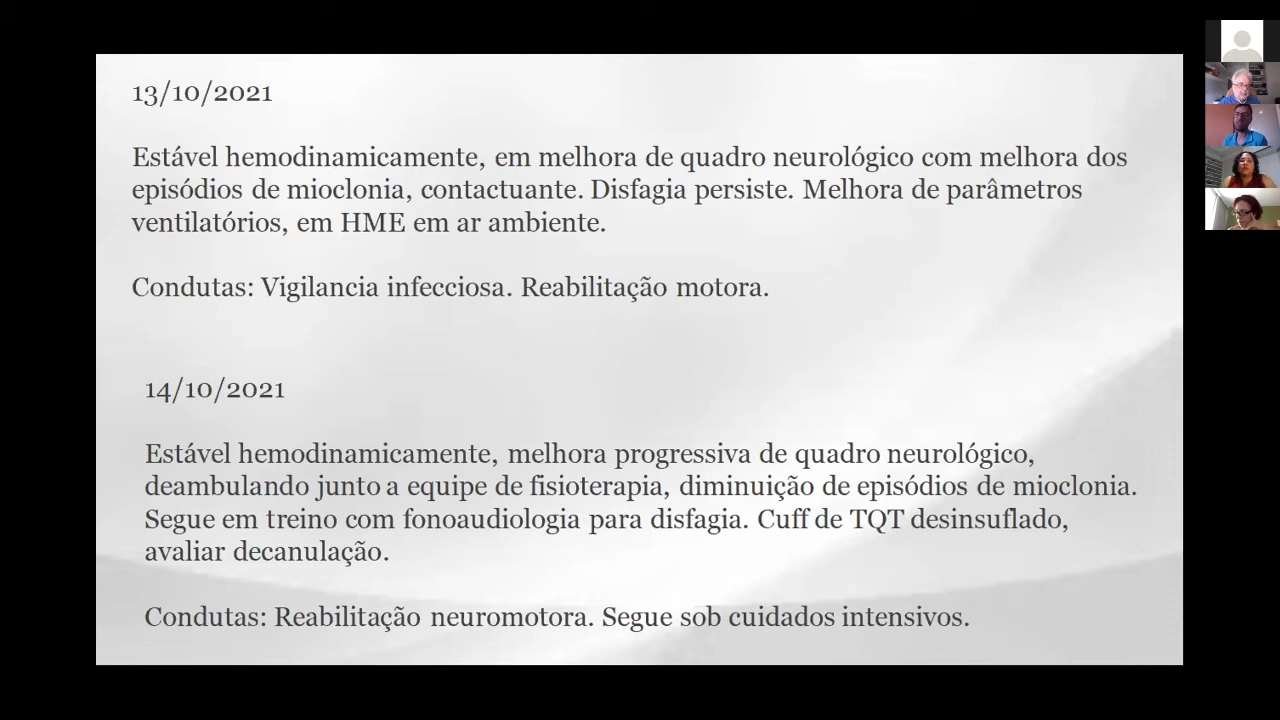 13/10/2021
Estável hemodinamicamente, em melhora de quadro neurológico com melhora dos
episódios de mioclonia, contactuante. Disfagia persiste. Melhora de parâmetros
ventilatórios, em HME em ar ambiente.
Condutas: Vigilancia infecciosa. Reabilitação motora.
14/10/2021
Estável hemodinamicamente, melhora progressiva de quadro neurológico,
deambulando junto a equipe de fisioterapia, diminuição de episódios de mioclonia.
Segue em treino com fonoaudiologia para disfagia. Cuff de TQT desinsuflado,
avaliar decanulação.
Condutas: Reabilitação neuromotora. Segue sob cuidados intensivos.